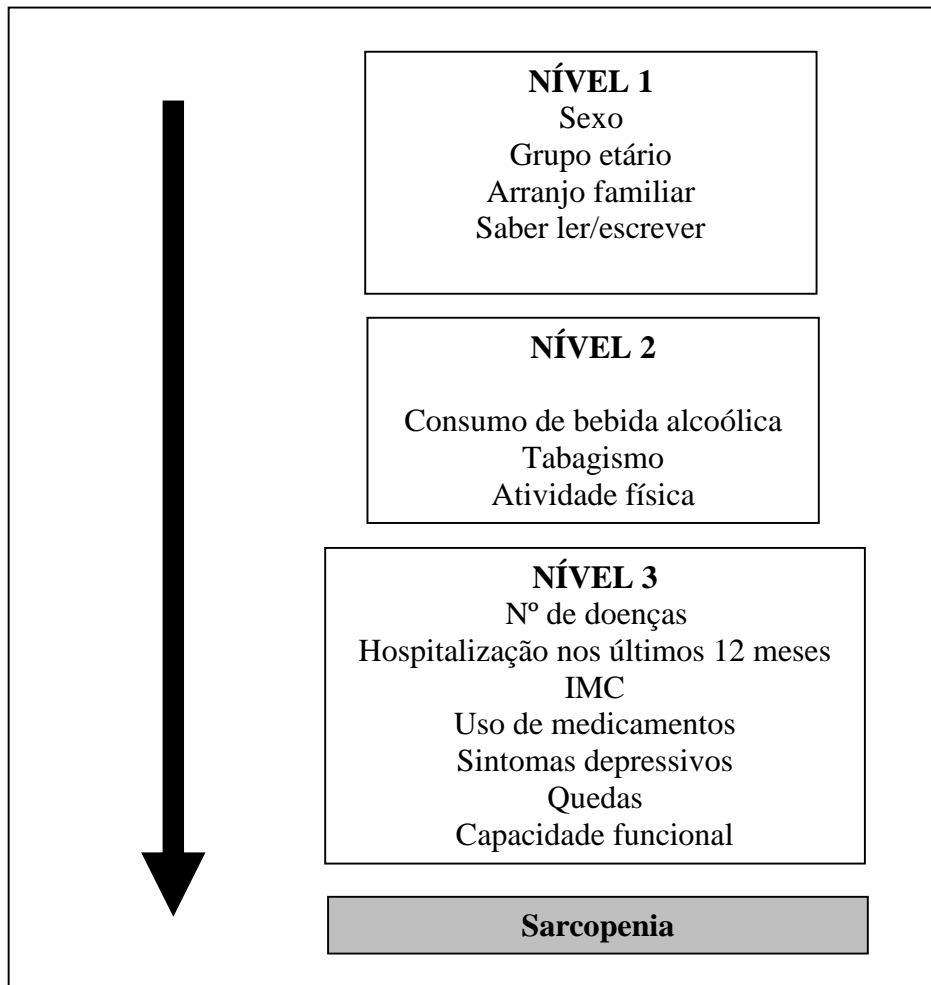 NÍVEL 1
Sexo
Grupo etário
Arranjo familiar
Saber ler/escrever
NÍVEL 2
Consumo de bebida alcoólica
Tabagismo
Atividade física
NÍVEL 3
Nº de doenças
Hospitalização nos últimos 12 meses
IMC
Uso de medicamentos
Sintomas depressivos
Quedas
Capacidade funcional
Sarcopenia